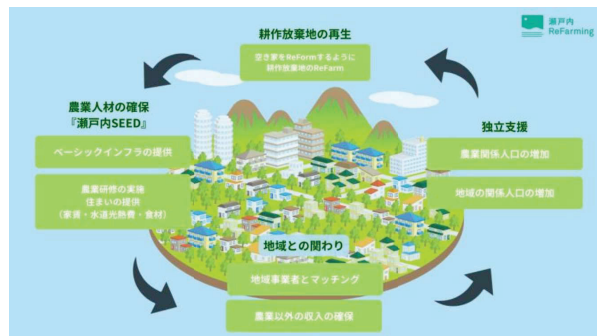 瀬戸内
ReFarming
耕作放棄地の再生
空き家をReFormするように
耕作放棄地のReFarm
農業人材の確保
『瀬戸内SEED』
ベーシックインフラの提供
農業研修の実施
住まいの提供
（家賃・水道光熱費・食材）
地域との関わり
地域事業者とマッチング
農業以外の収入の確保
独立支援
農業関係人口の増加
地域の関係人口の増加